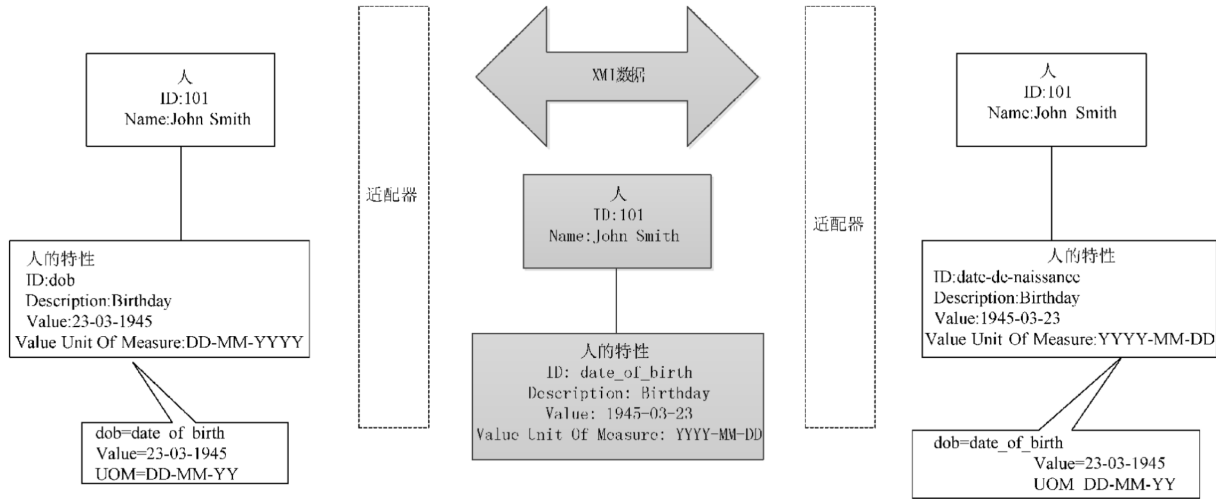 人
ID:101
Name:John Smith
人的特性
ID:dob
Description:Birthday
Value:23-03-1945
Value Unit Of Measure:DD-MM-YYYY
dob=date of birth
Value=23-03-1945
UOM=DD-MM-YY
适配器
XMI数据
人
ID:101
Name:John Smith
人的特性
ID: date_of_birth
Description: Birthday
Value: 1945-03-23
Value Unit Of Measure: YYYY-MM-DD
适配器
人
ID:101
Name:John Smith
人的特性
ID:date-de-naissance
Description:Birthday
Value:1945-03-23
Value Unit Of Measure:YYYY-MM-DD
dob=date_of_birth
Value=23-03-1945
UOM DD-MM-YY